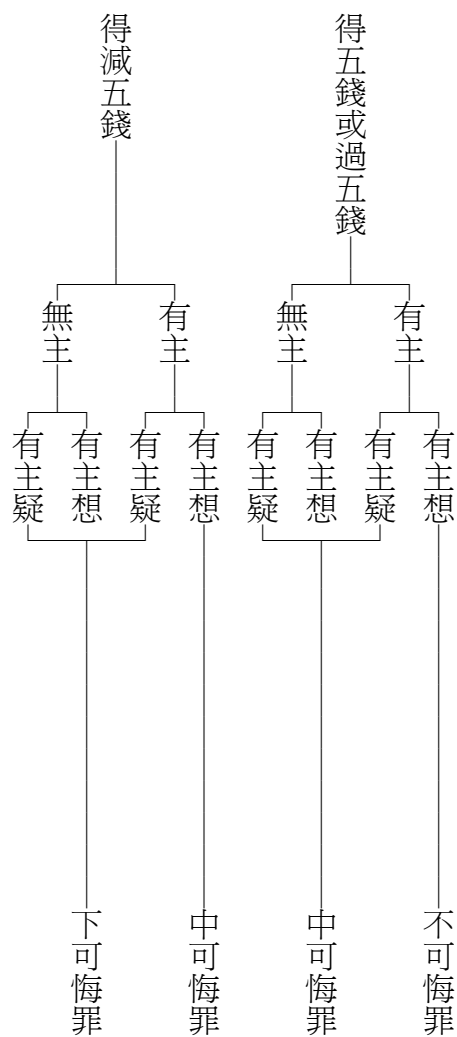 得五錢或過五錢
有主
有主想
不可悔罪
有主疑
無主
有主想
有主疑
中可悔罪
得減五錢
有主
有主想
中可悔罪
有主疑
無主
有主想
有主疑
下可悔罪